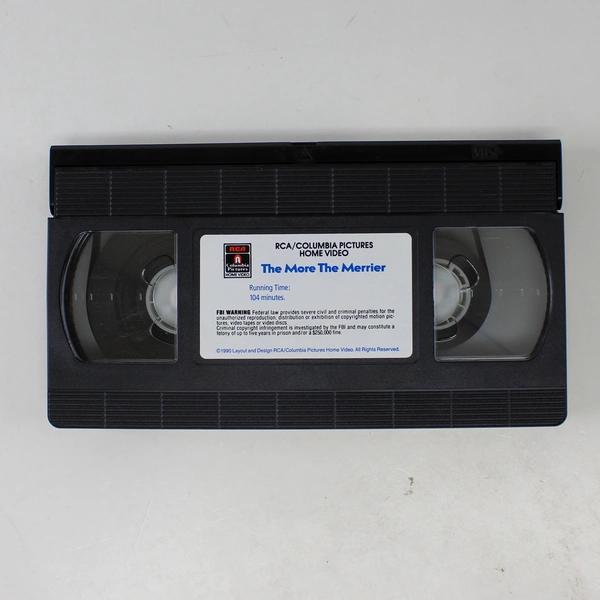 VHS
RCA
Columbia
Pictures
HOME VIDEO
RCA/COLUMBIA PICTURES
HOME VIDEO
The More The Merrier
Running Time:
104 minutes.
FBI WARNING Federal law provides severe civil and criminal penalties for the
unauthorized reproduction, distribution or exhibition of copyrighted motion pic-
tures, video tapes or video discs.
Criminal copyright infringement is investigated by the FBI and may constitute a
felony of up to five years in prison and/or a $250,000 fine.
©1990 Layout and Design RCA/Columbia Pictures Home Video. All Rights Reserved.